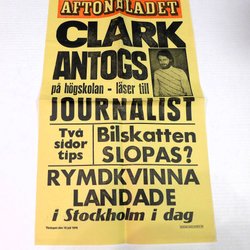 AFTONBLADET
CLARK
ANTOGS
på högskolan - läser till
JOURNALIST
Två
sidor
tips
Bilskatten
SLOPAS?
RYMDKVINNA
LANDADE
i Stockholm i dag